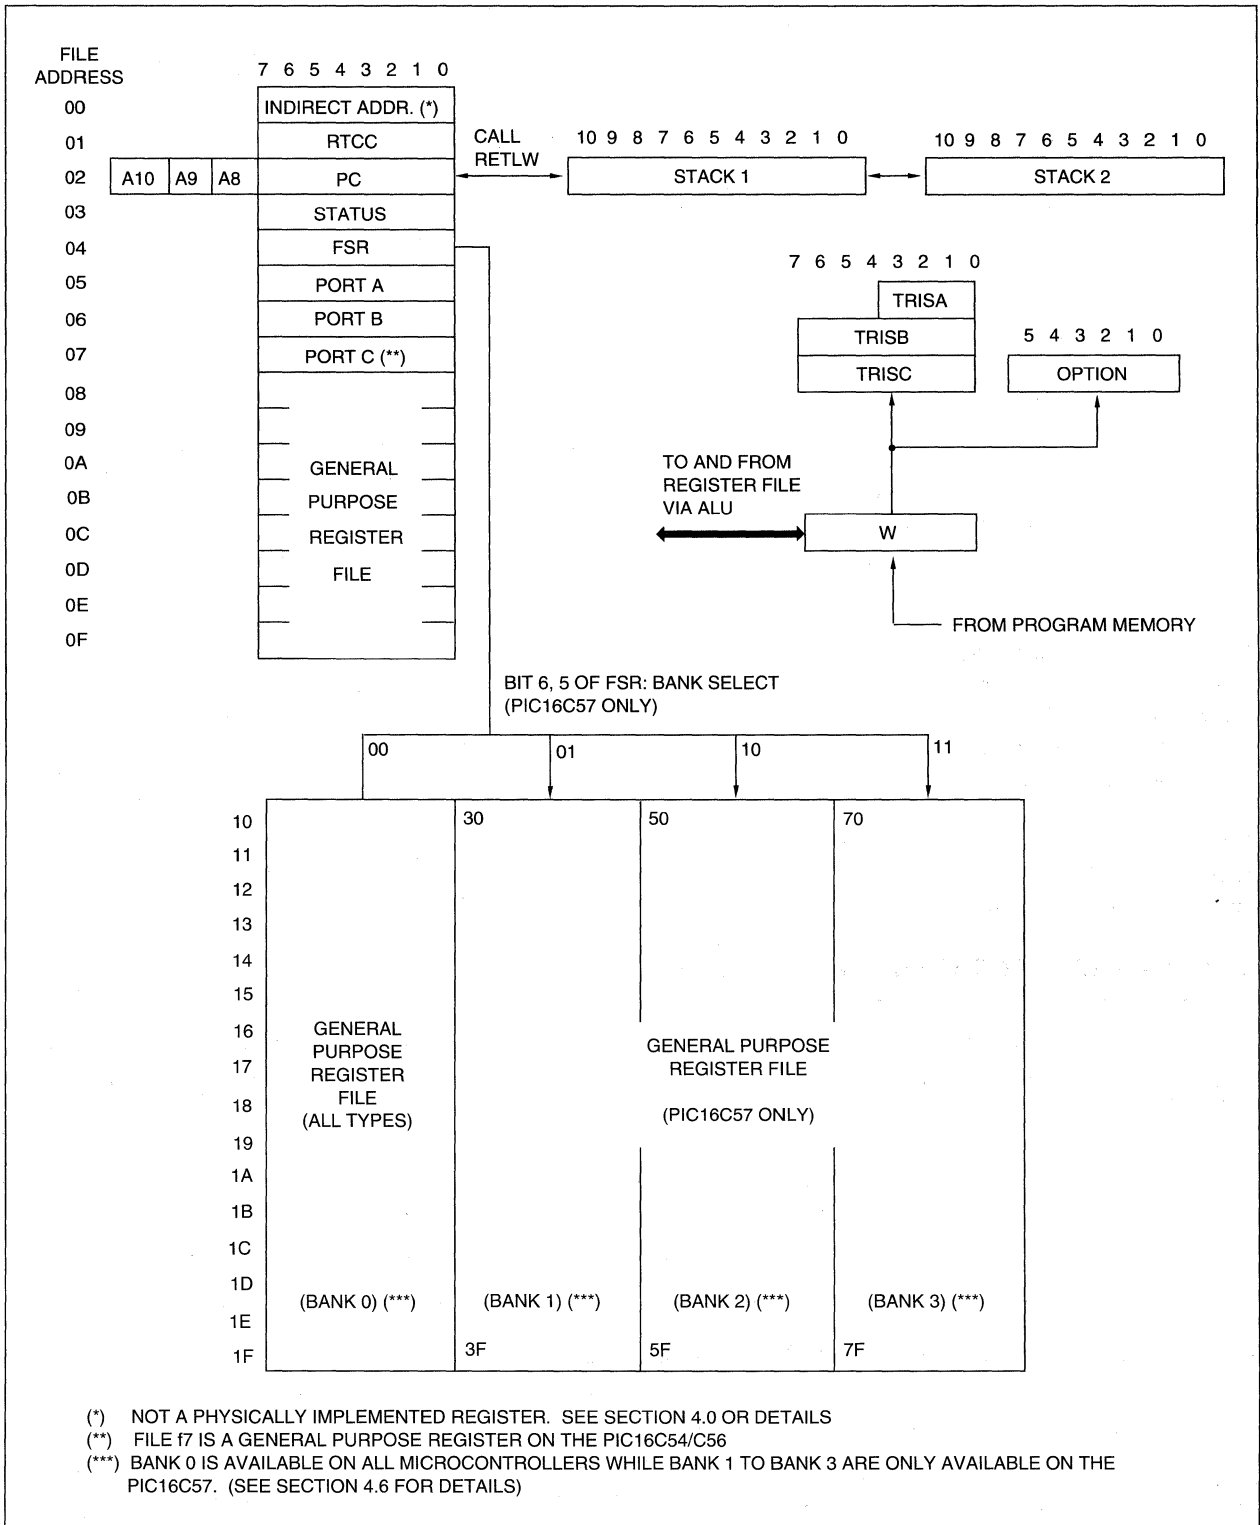 FILE
ADDRESS
7 6 5 4 3 2 1 0
00 INDIRECT ADDR. (*)
01 RTCC
CALL
RETLW
10 9 8 7 6 5 4 3 2 1 0
10 9 8 7 6 5 4 3 2 1 0
02 A10 A9 A8 PC
STACK 1
STACK 2
03 STATUS
04 FSR
05 PORT A
06 PORT B
07 PORT C (**)
08
09
0A
0B
0C
0D
0E
0F
GENERAL
PURPOSE
REGISTER
FILE
7 6 5 4 3 2 1 0
TRISA
TRISB
TRISC
5 4 3 2 1 0
OPTION
TO AND FROM
REGISTER FILE
VIA ALU
W
FROM PROGRAM MEMORY
BIT 6, 5 OF FSR: BANK SELECT
(PIC16C57 ONLY)
00 01 10 11
10 30 50 70
11
12
13
14
15
16
17
18
19
1A
1B
1C
1D
1E
1F 3F 5F 7F
GENERAL
PURPOSE
REGISTER
FILE
(ALL TYPES)
GENERAL PURPOSE
REGISTER FILE
(PIC16C57 ONLY)
(BANK 0) (***) (BANK 1) (***) (BANK 2) (***) (BANK 3) (***)
(*) NOT A PHYSICALLY IMPLEMENTED REGISTER. SEE SECTION 4.0 OR DETAILS
(**) FILE f7 IS A GENERAL PURPOSE REGISTER ON THE PIC16C54/C56
(***) BANK 0 IS AVAILABLE ON ALL MICROCONTROLLERS WHILE BANK 1 TO BANK 3 ARE ONLY AVAILABLE ON THE
PIC16C57. (SEE SECTION 4.6 FOR DETAILS)